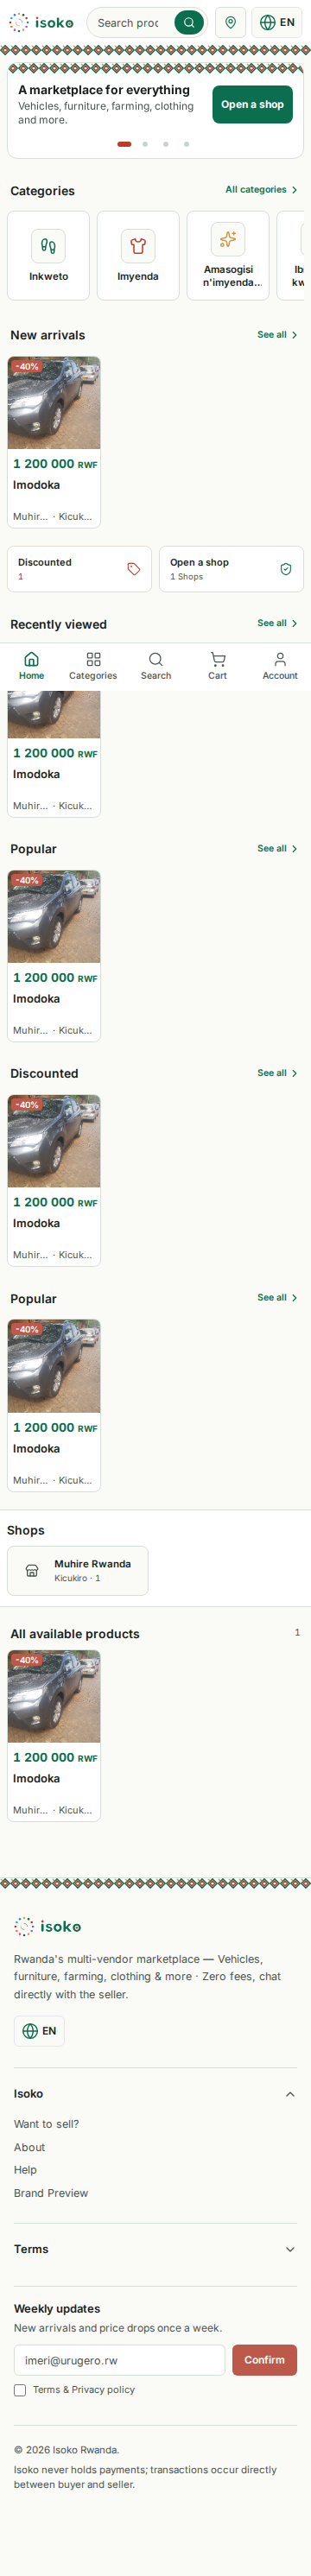 isoko
Search proc
EN
A marketplace for everything
Vehicles, furniture, farming, clothing
and more.
Open a shop
Categories
All categories
Inkweto
Imyenda
Amasogisi
n'imyenda...
Ib
kw
New arrivals
See all
-40%
1 200 000 RWF
Imodoka
Muhir... · Kicuk...
Discounted
1
Open a shop
1 Shops
Recently viewed
See all
Home
Categories
Search
Cart
Account
1 200 000 RWF
Imodoka
Muhir... · Kicuk...
Popular
See all
-40%
1 200 000 RWF
Imodoka
Muhir... · Kicuk...
Discounted
See all
-40%
1 200 000 RWF
Imodoka
Muhir... · Kicuk...
Popular
See all
-40%
1 200 000 RWF
Imodoka
Muhir... · Kicuk...
Shops
Muhire Rwanda
Kicukiro · 1
All available products
1
-40%
1 200 000 RWF
Imodoka
Muhir... · Kicuk...
isoko
Rwanda's multi-vendor marketplace — Vehicles,
furniture, farming, clothing & more · Zero fees, chat
directly with the seller.
EN
Isoko
Want to sell?
About
Help
Brand Preview
Terms
Weekly updates
New arrivals and price drops once a week.
imeri@urugero.rw
Confirm
Terms & Privacy policy
© 2026 Isoko Rwanda.
Isoko never holds payments; transactions occur directly
between buyer and seller.